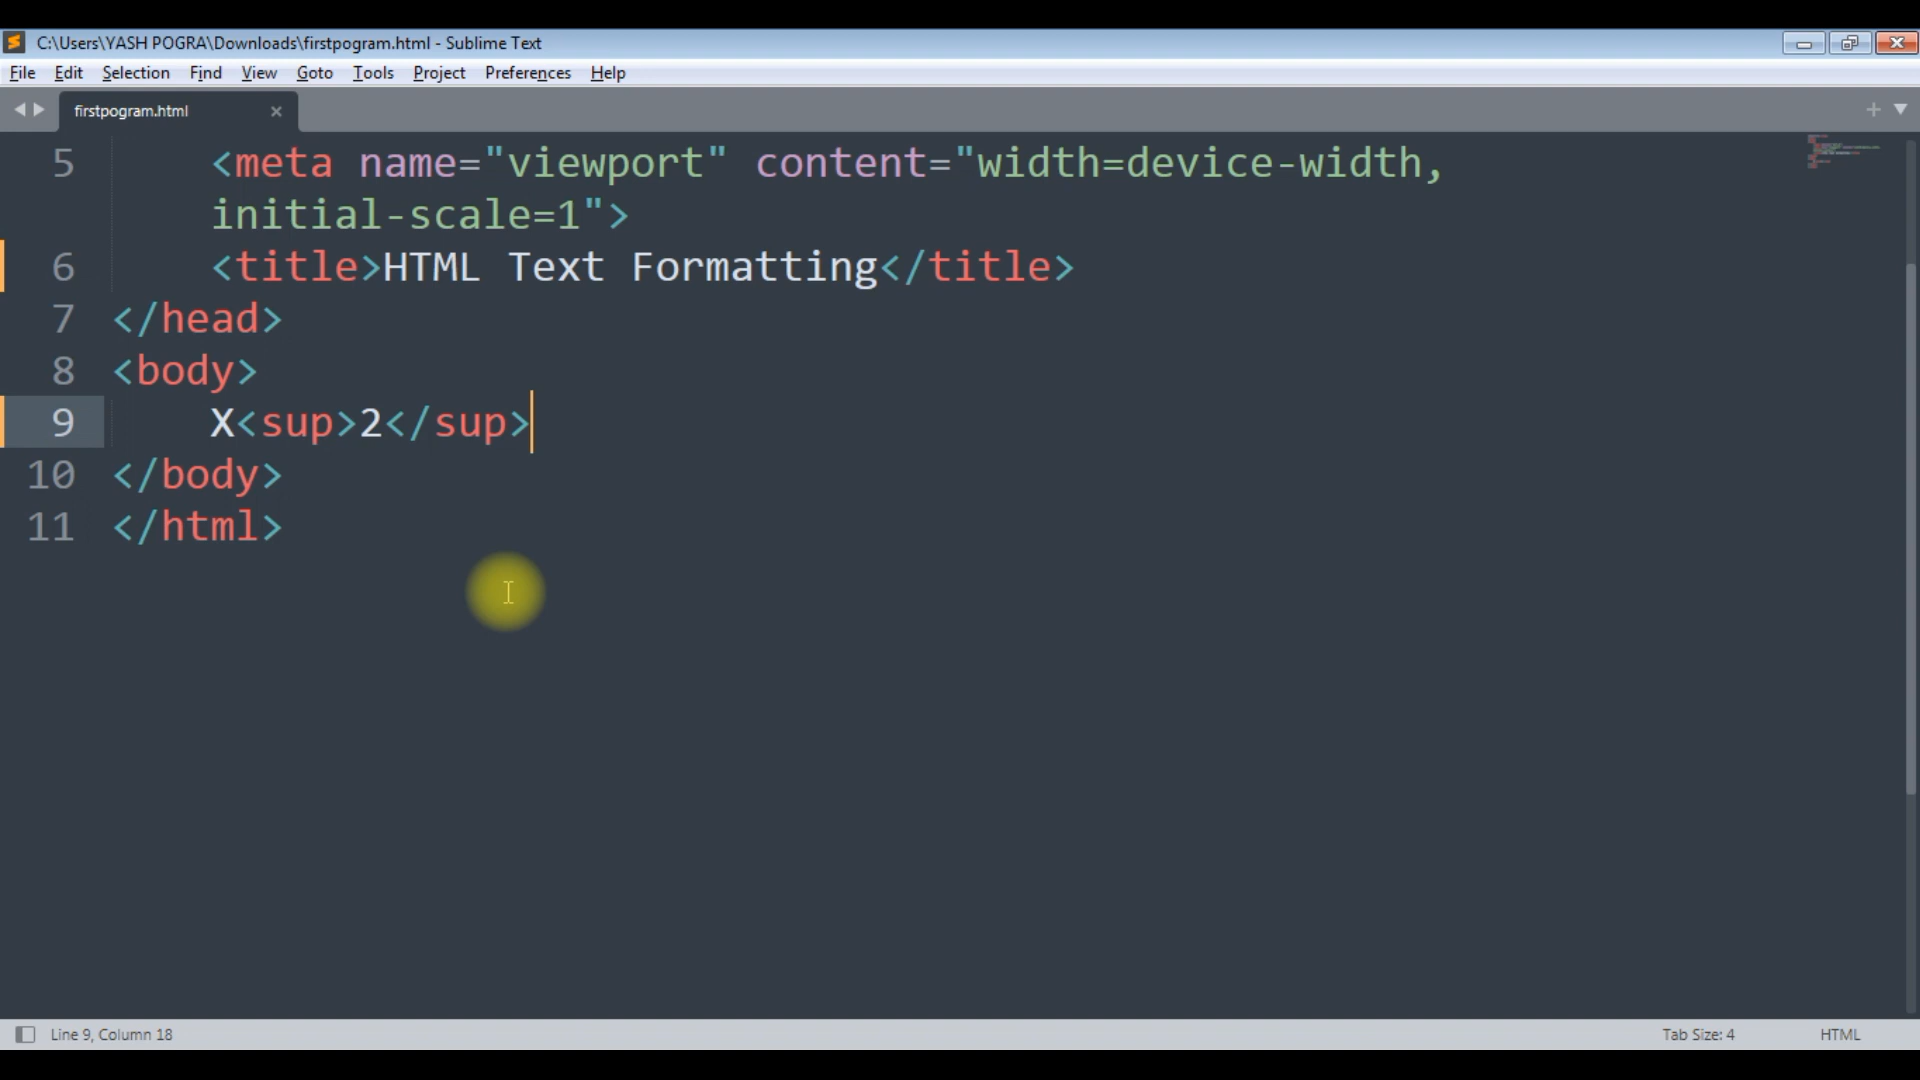 C:\Users\YASH POGRA\Downloads\firstpogram.html - Sublime Text
File Edit Selection Find View Goto Tools Project Preferences Help
firstpogram.html
5 <meta name="viewport" content="width=device-width,
initial-scale=1">
6 <title>HTML Text Formatting</title>
7 </head>
8 <body>
9 X<sup>2</sup>
10 </body>
11 </html>
Line 9, Column 18 Tab Size: 4 HTML